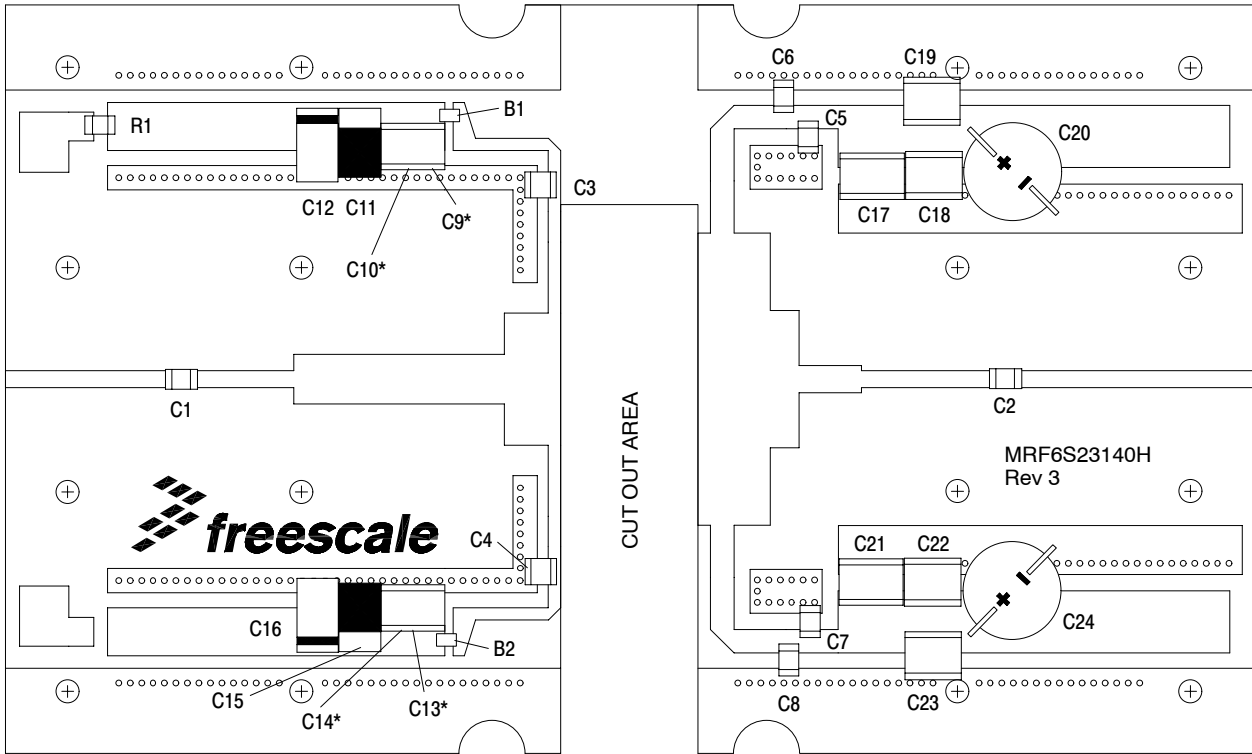 C6
C19
R1
B1
C5
C20
C3
C12
C11
C9*
C17
C18
C10*
C1
C2
CUT OUT AREA
MRF6S23140H
Rev 3
freescale
C4
C21
C22
C16
B2
C7
C24
C15
C14*
C13*
C8
C23